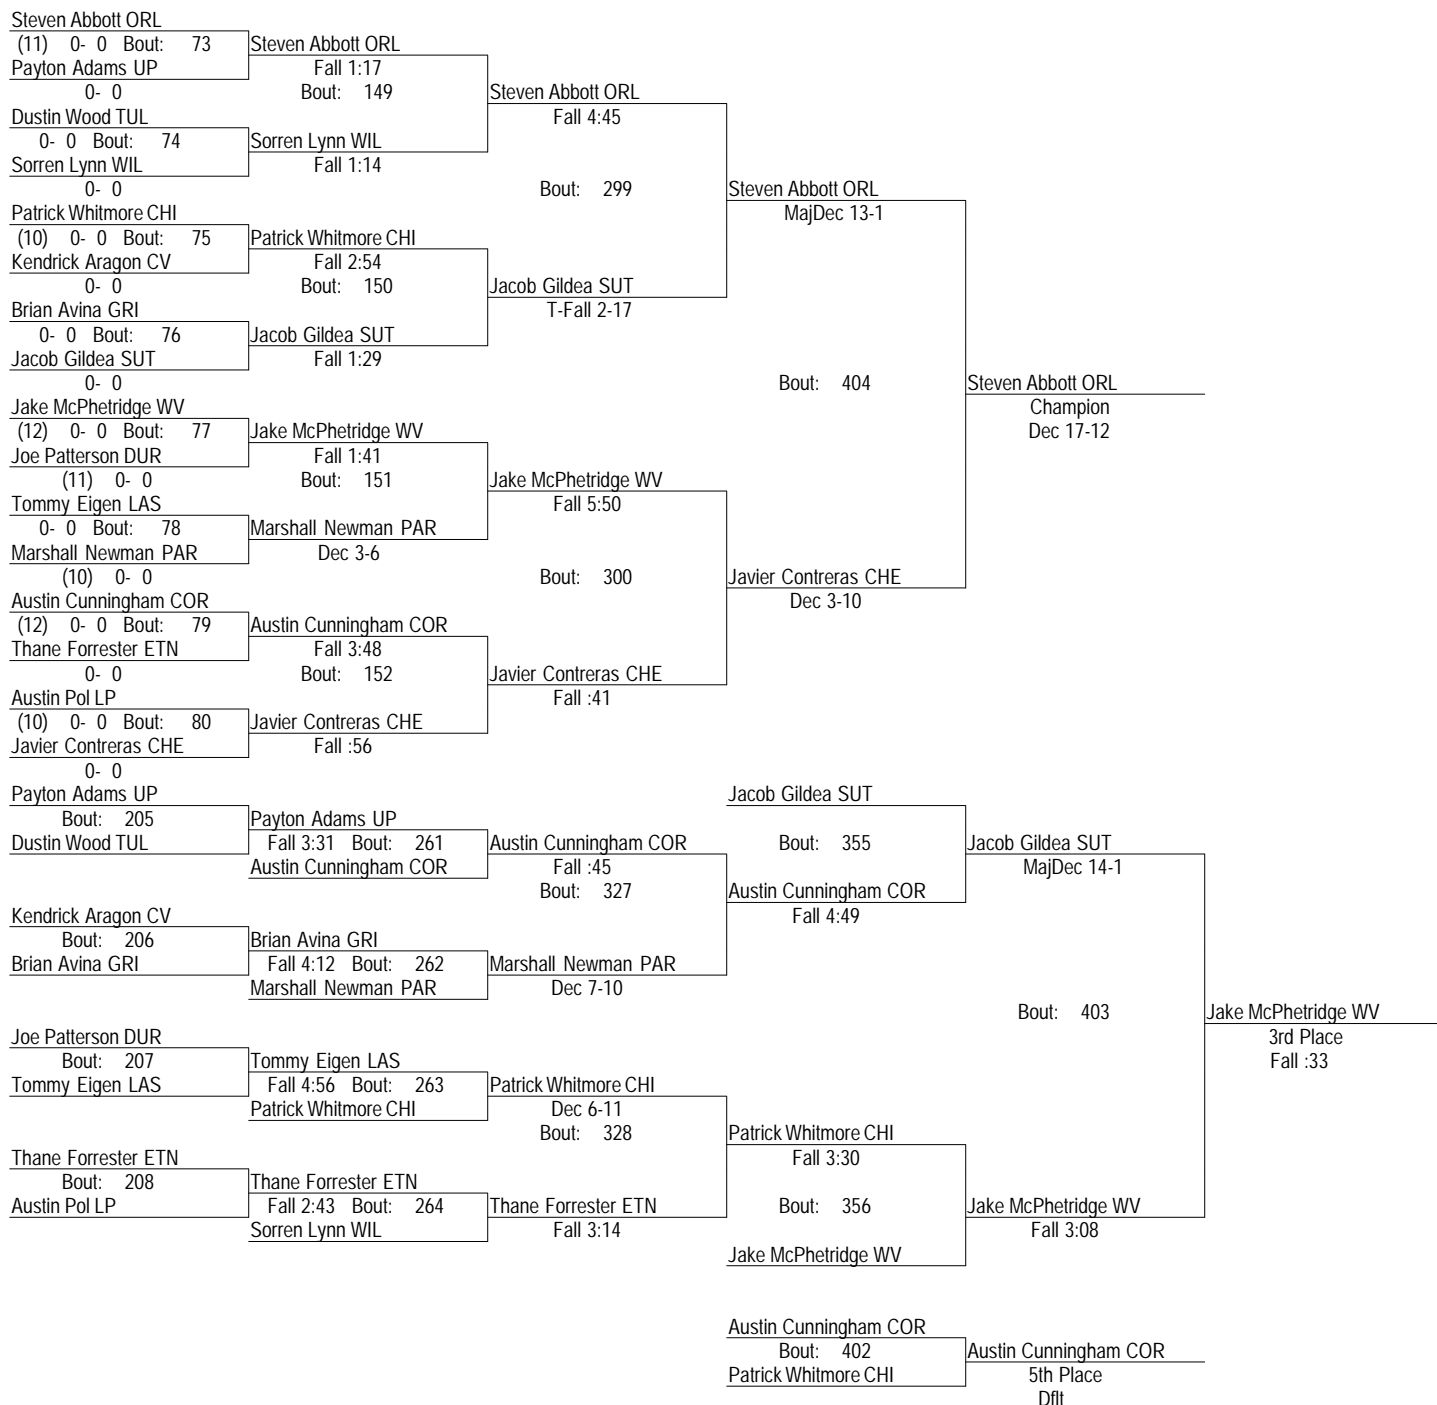 Steven Abbott ORL
(11) 0- 0 Bout: 73 Steven Abbott ORL
Payton Adams UP Fall 1:17
0- 0 Bout: 149 Steven Abbott ORL
Dustin Wood TUL Fall 4:45
0- 0 Bout: 74 Sorren Lynn WIL
Sorren Lynn WIL Fall 1:14
0- 0 Bout: 299 Steven Abbott ORL
Patrick Whitmore CHI MajDec 13-1
(10) 0- 0 Bout: 75 Patrick Whitmore CHI
Kendrick Aragon CV Fall 2:54
0- 0 Bout: 150 Jacob Gildea SUT
Brian Avina GRI T-Fall 2-17
0- 0 Bout: 76 Jacob Gildea SUT
Jacob Gildea SUT Fall 1:29
0- 0 Bout: 404 Steven Abbott ORL
Jake McPhetridge WV Champion
(12) 0- 0 Bout: 77 Jake McPhetridge WV Dec 17-12
Joe Patterson DUR Fall 1:41
(11) 0- 0 Bout: 151 Jake McPhetridge WV
Tommy Eigen LAS Fall 5:50
0- 0 Bout: 78 Marshall Newman PAR
Marshall Newman PAR Dec 3-6
(10) 0- 0 Bout: 300 Javier Contreras CHE
Austin Cunningham COR Dec 3-10
(12) 0- 0 Bout: 79 Austin Cunningham COR
Thane Forrester ETN Fall 3:48
0- 0 Bout: 152 Javier Contreras CHE
Austin Pol LP Fall :41
(10) 0- 0 Bout: 80 Javier Contreras CHE
Javier Contreras CHE Fall :56
0- 0
Payton Adams UP Jacob Gildea SUT
Bout: 205 Payton Adams UP
Dustin Wood TUL Fall 3:31 Bout: 261 Austin Cunningham COR Bout: 355 Jacob Gildea SUT
Austin Cunningham COR Fall :45 MajDec 14-1
Bout: 327 Austin Cunningham COR
Kendrick Aragon CV Fall 4:49
Bout: 206 Brian Avina GRI
Brian Avina GRI Fall 4:12 Bout: 262 Marshall Newman PAR
Marshall Newman PAR Dec 7-10
Bout: 403 Jake McPhetridge WV
Joe Patterson DUR 3rd Place
Bout: 207 Tommy Eigen LAS Fall :33
Tommy Eigen LAS Fall 4:56 Bout: 263 Patrick Whitmore CHI
Patrick Whitmore CHI Dec 6-11
Bout: 328 Patrick Whitmore CHI
Thane Forrester ETN Fall 3:30
Bout: 208 Thane Forrester ETN
Austin Pol LP Fall 2:43 Bout: 264 Thane Forrester ETN Bout: 356 Jake McPhetridge WV
Sorren Lynn WIL Fall 3:14 Fall 3:08
Jake McPhetridge WV
Austin Cunningham COR
Bout: 402 Austin Cunningham COR
Patrick Whitmore CHI 5th Place
Dflt